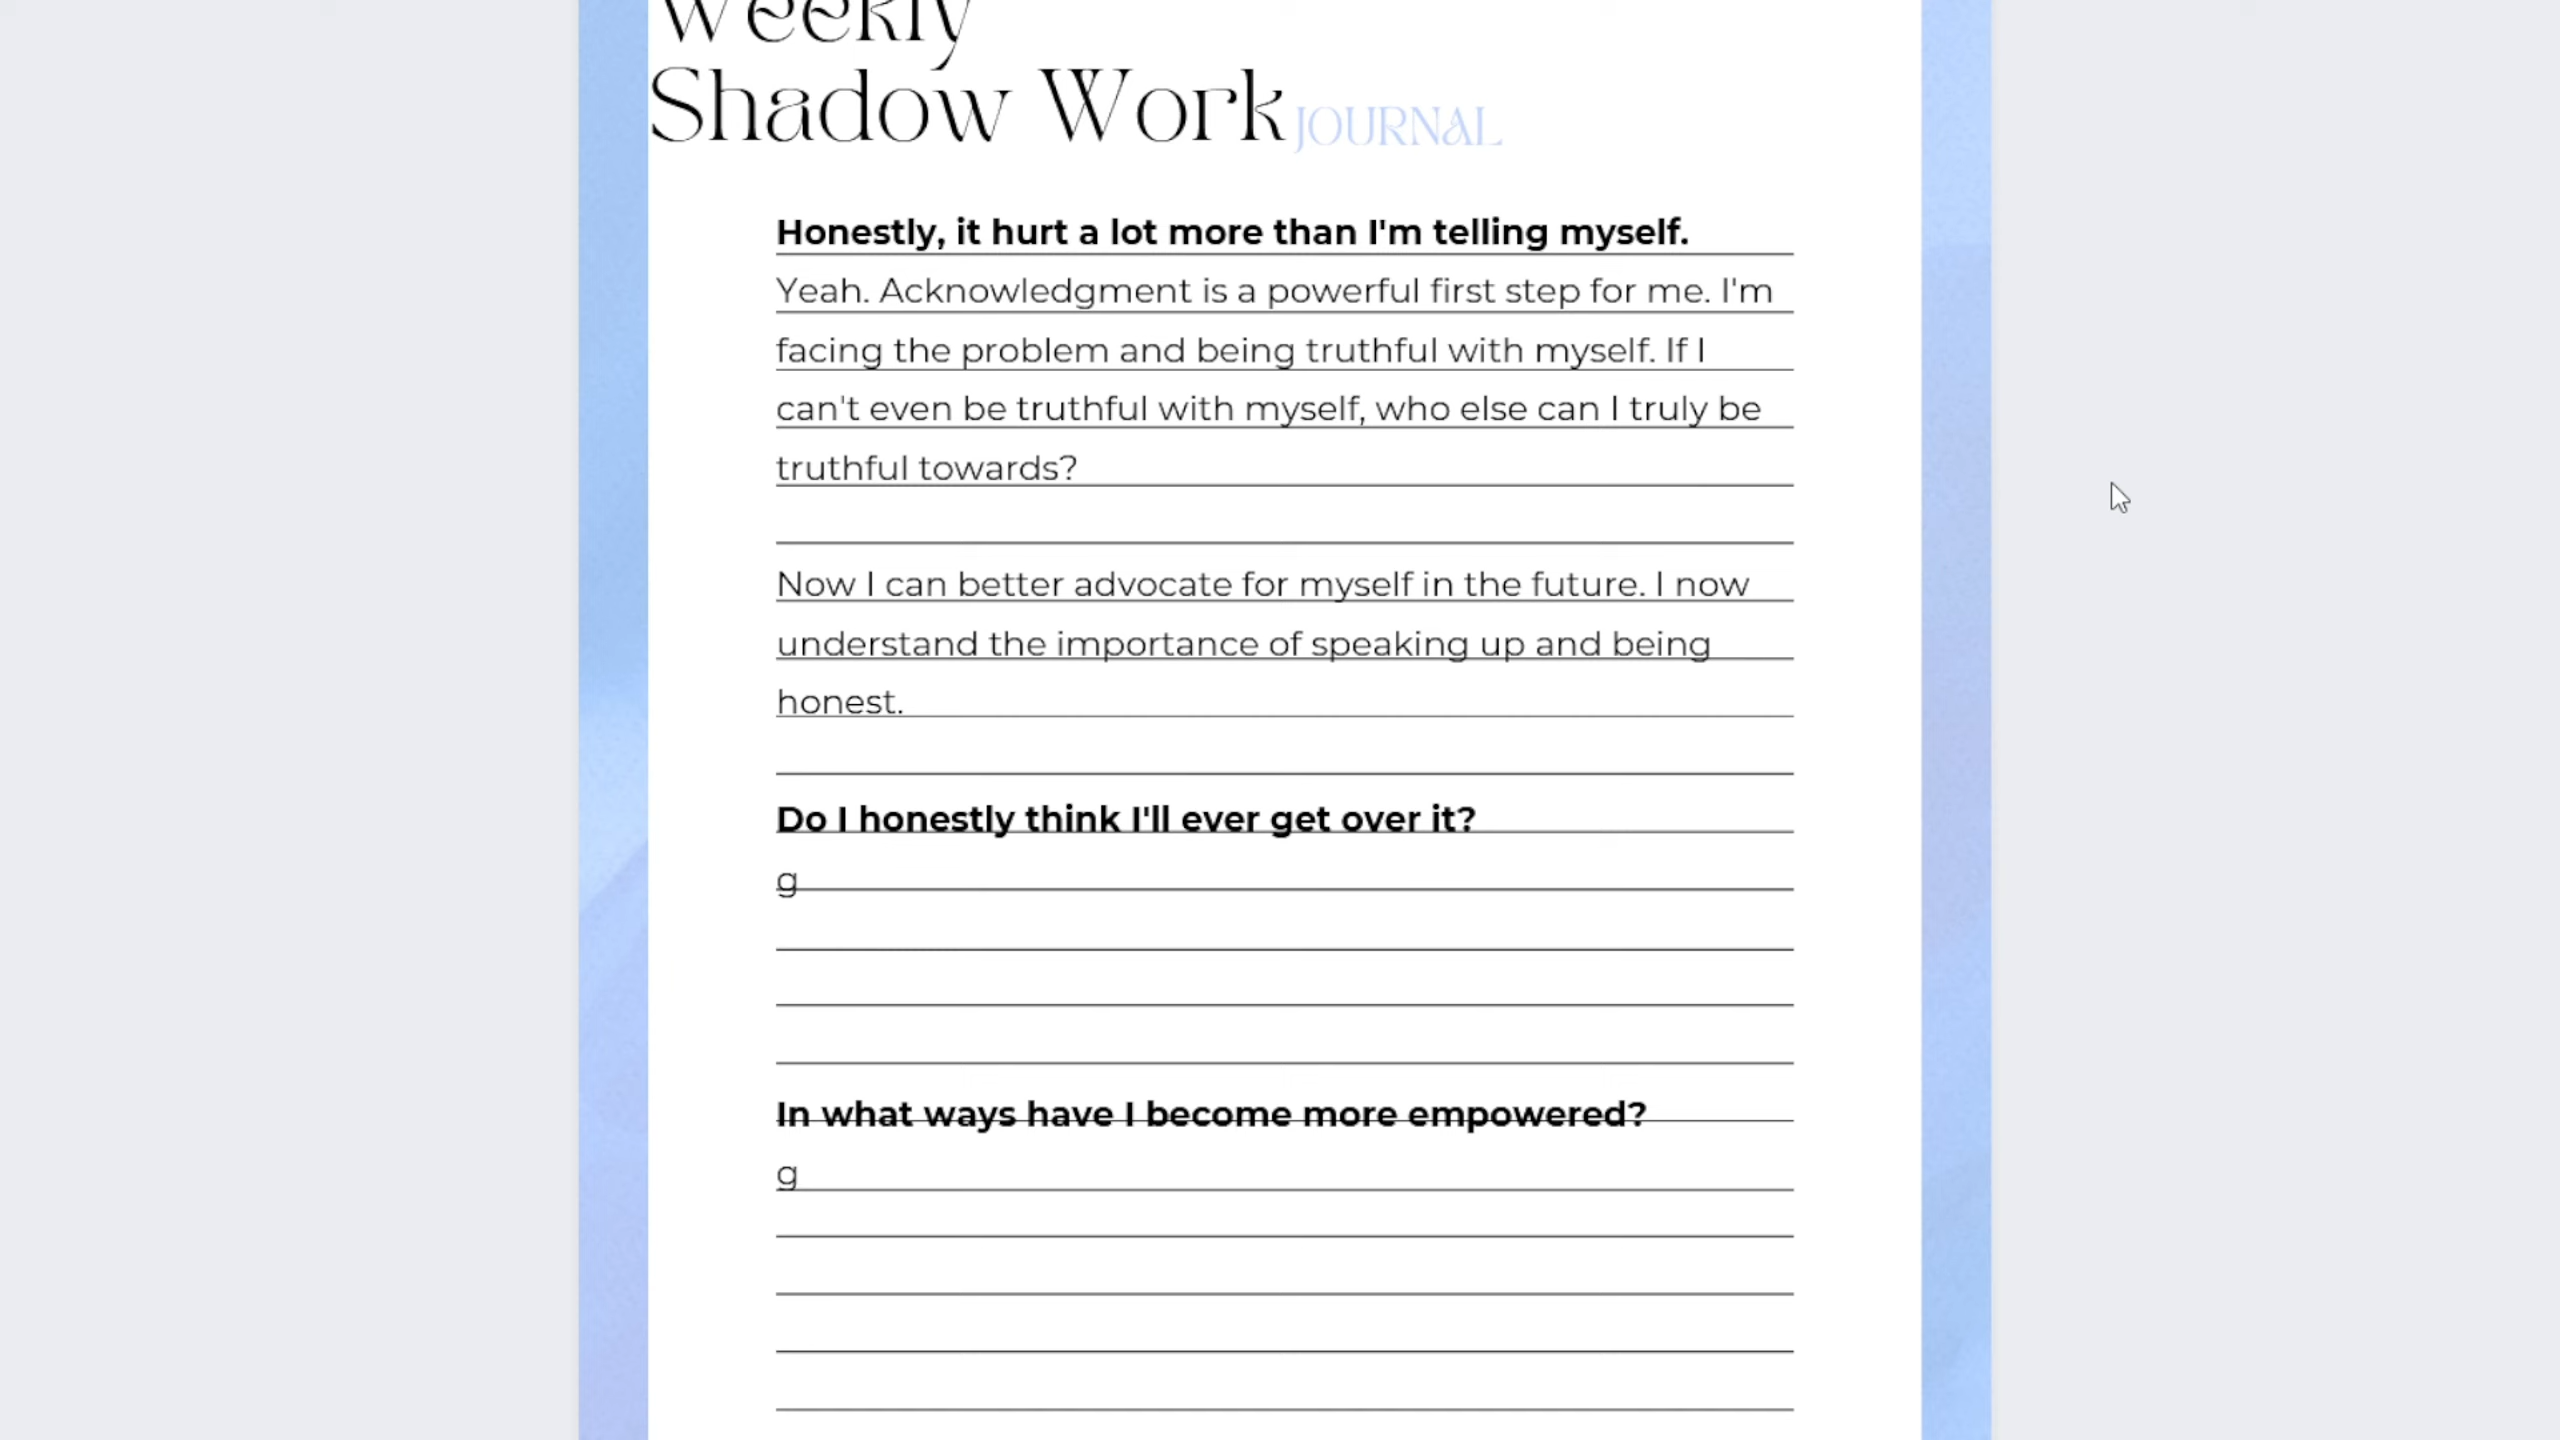 Weekly
Shadow Work JOURNAL
Honestly, it hurt a lot more than I'm telling myself.
Yeah. Acknowledgment is a powerful first step for me. I'm
facing the problem and being truthful with myself. If I
can't even be truthful with myself, who else can I truly be
truthful towards?
Now I can better advocate for myself in the future. I now
understand the importance of speaking up and being
honest.
Do I honestly think I'll ever get over it?
g
In what ways have I become more empowered?
g